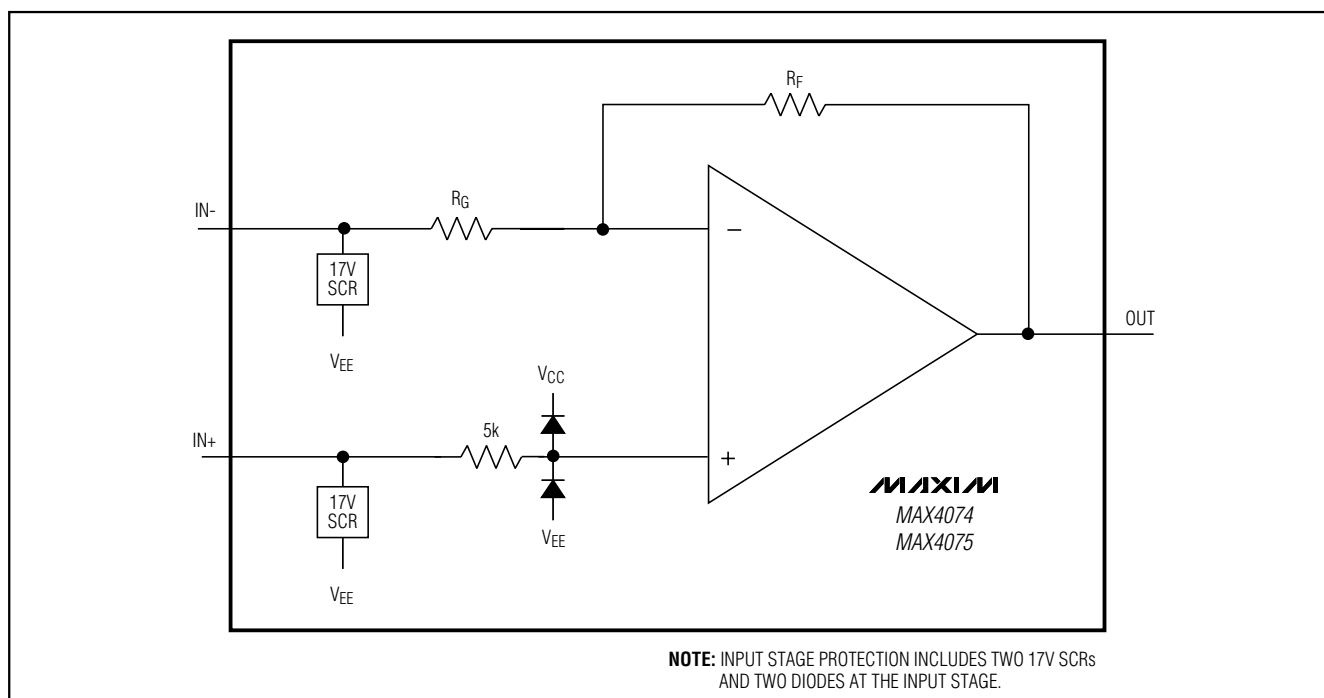 RF
RG
IN-
−
17V
SCR
VEE
OUT
VCC
IN+
5k
+
17V
SCR
VEE
VEE
MAXIM
MAX4074
MAX4075
NOTE: INPUT STAGE PROTECTION INCLUDES TWO 17V SCRs
AND TWO DIODES AT THE INPUT STAGE.